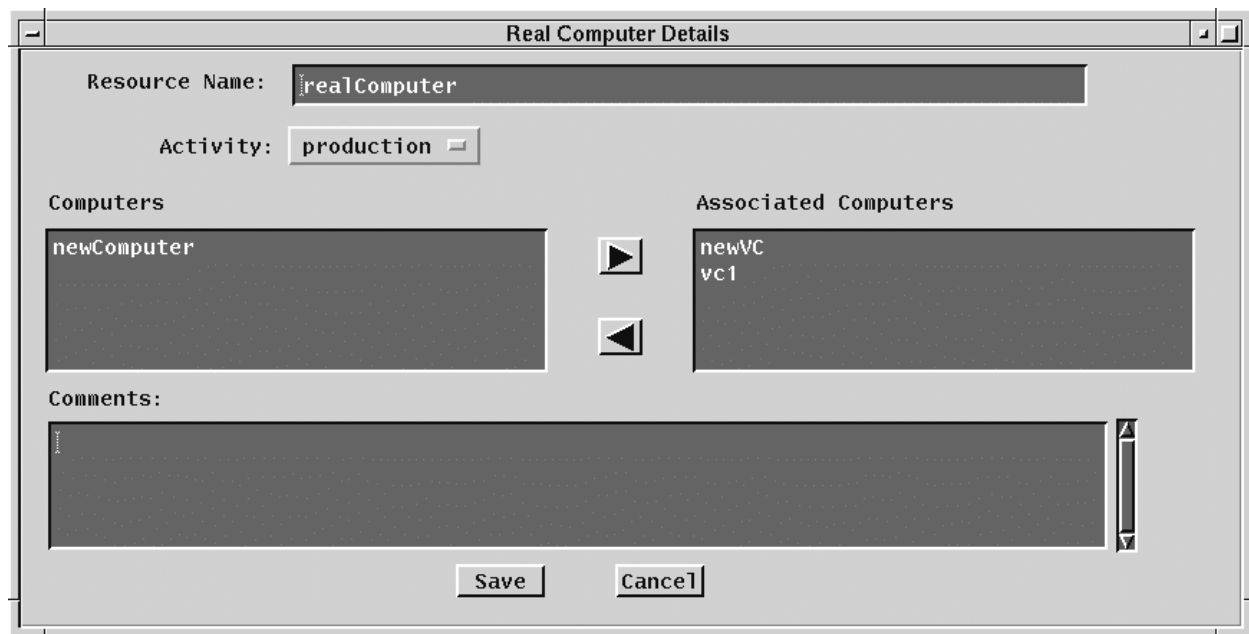 Real Computer Details
Resource Name: realComputer
Activity: production
Computers
Associated Computers
newComputer
newVC
vc1
Comments:
Save Cancel